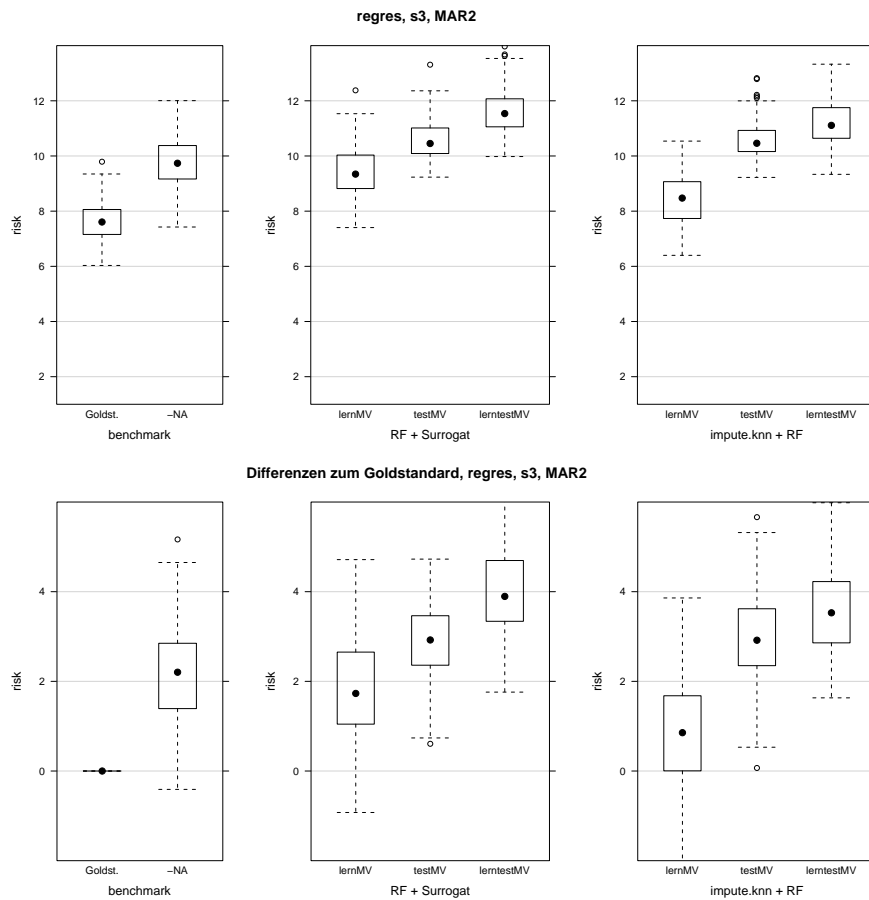 regres, s3, MAR2
risk
2
4
6
8
10
12
Goldst.
−NA
benchmark
risk
2
4
6
8
10
12
lernMV
testMV
lerntestMV
RF + Surrogat
risk
2
4
6
8
10
12
lernMV
testMV
lerntestMV
impute.knn + RF
Differenzen zum Goldstandard, regres, s3, MAR2
risk
0
2
4
Goldst.
−NA
benchmark
risk
0
2
4
lernMV
testMV
lerntestMV
RF + Surrogat
risk
0
2
4
lernMV
testMV
lerntestMV
impute.knn + RF